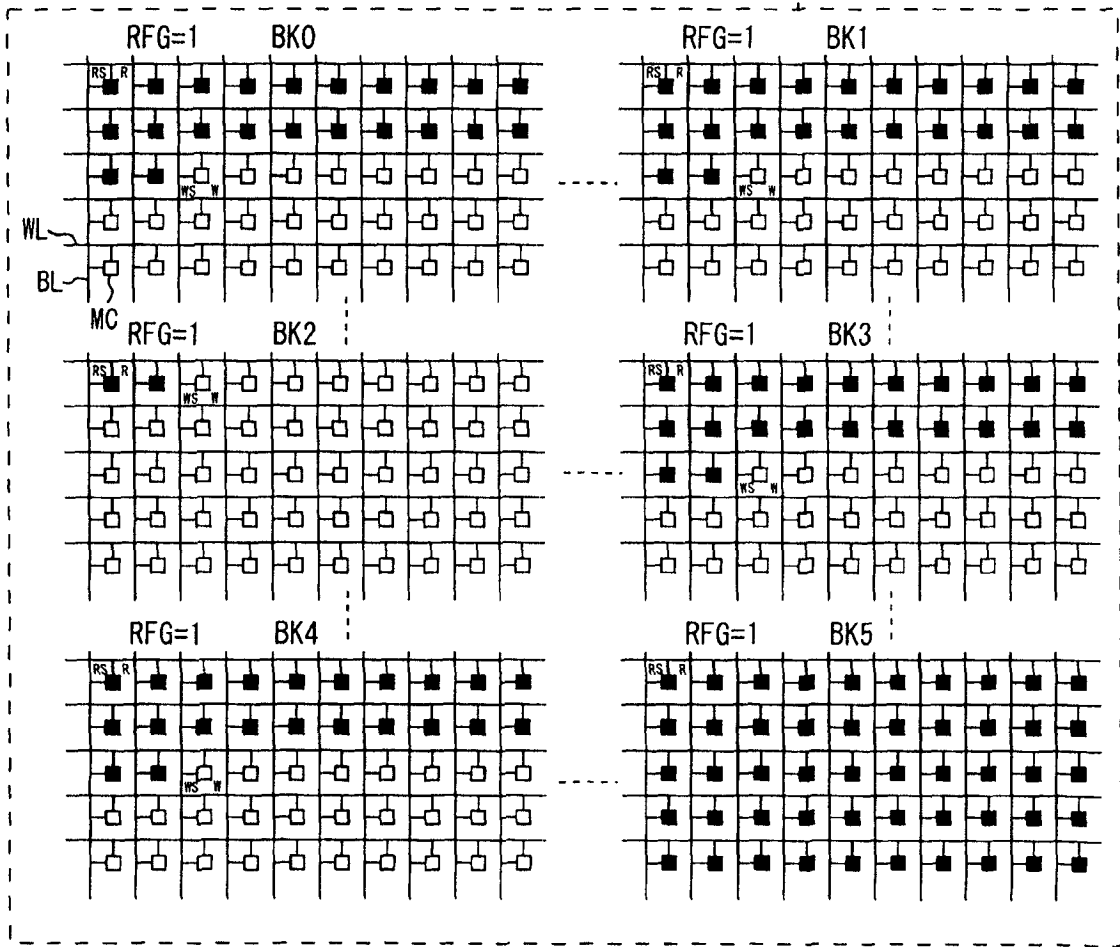 RFG=1 BK0
RS R
WS W
WL
BL
MC
RFG=1 BK1
RS R
WS W
RFG=1 BK2
RS R
WS W
RFG=1 BK3
RS R
WS W
RFG=1 BK4
RS R
WS W
RFG=1 BK5
RS R